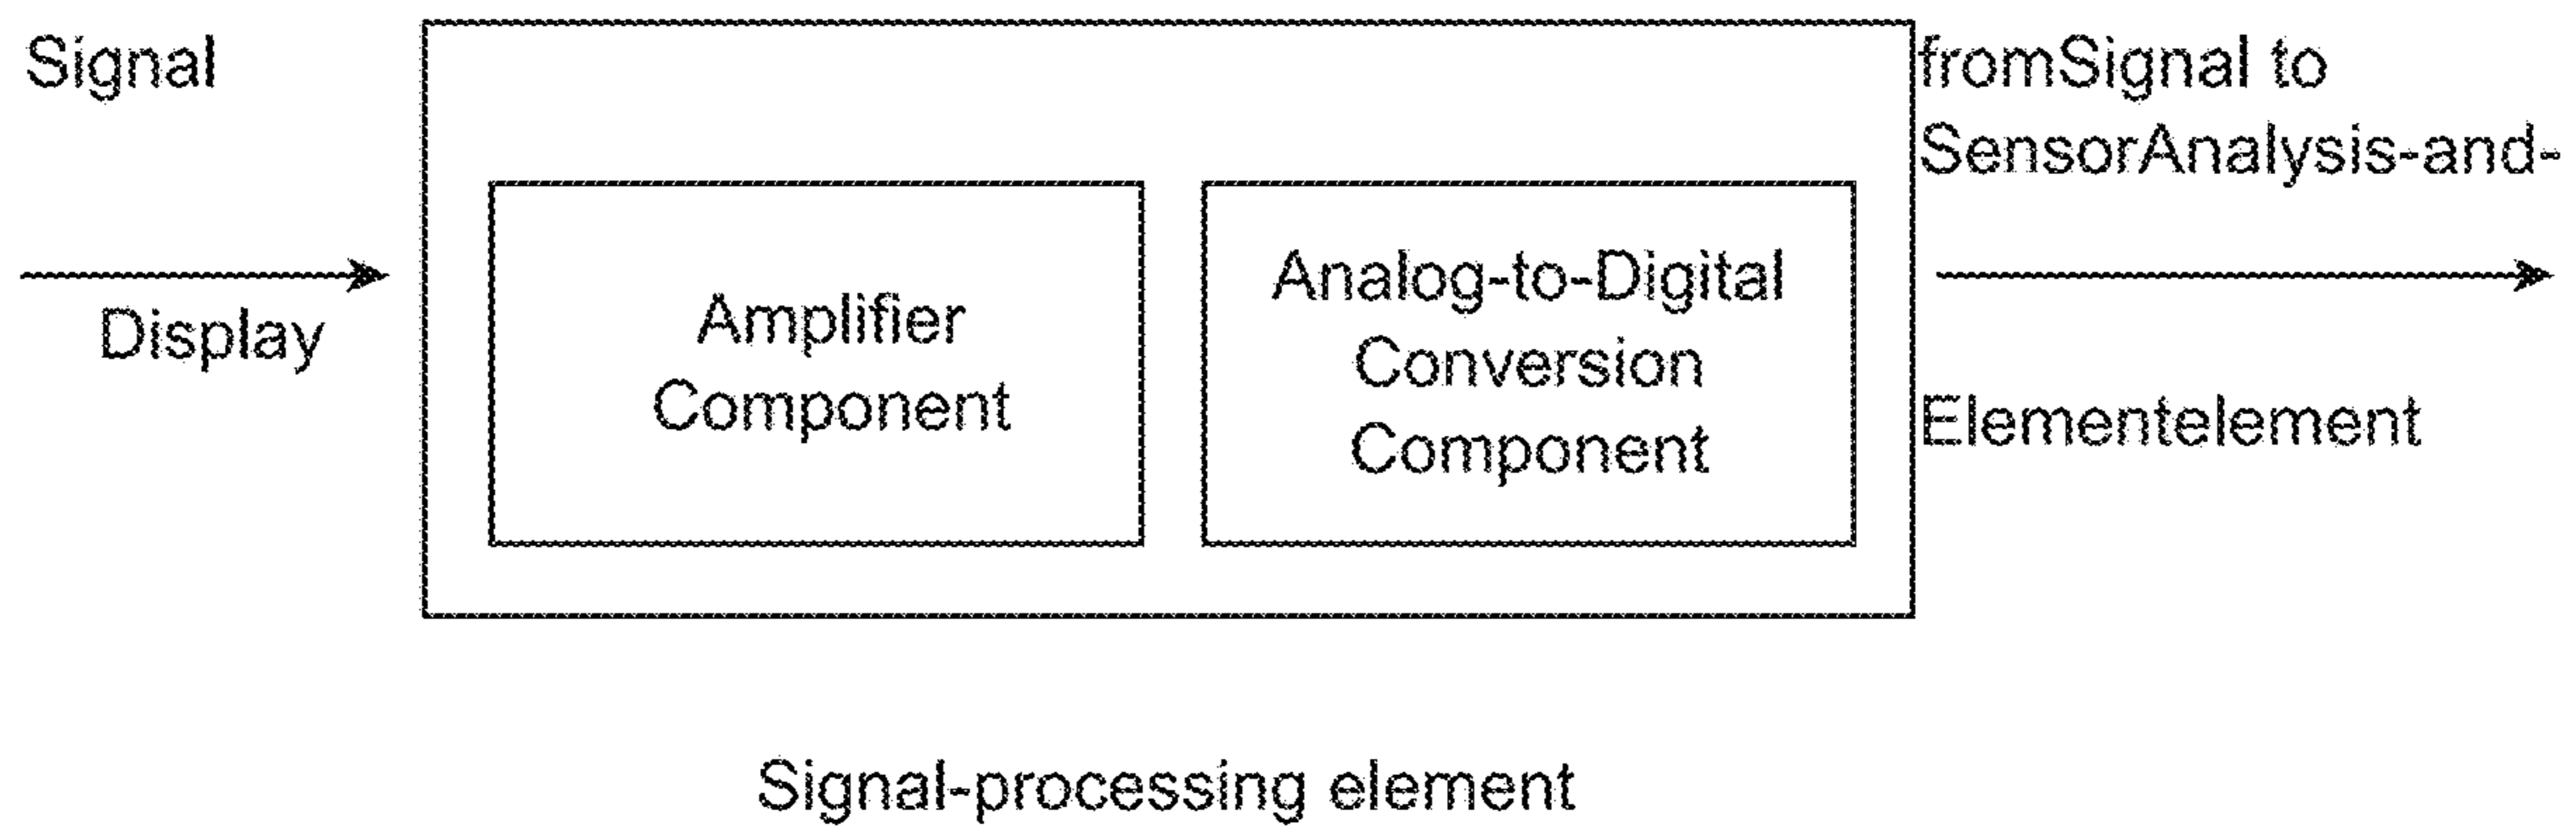 Signal
Display
Amplifier
Component
Analog-to-Digital
Conversion
Component
fromSignal to
SensorAnalysis-and-
Elementelement
Signal-processing element